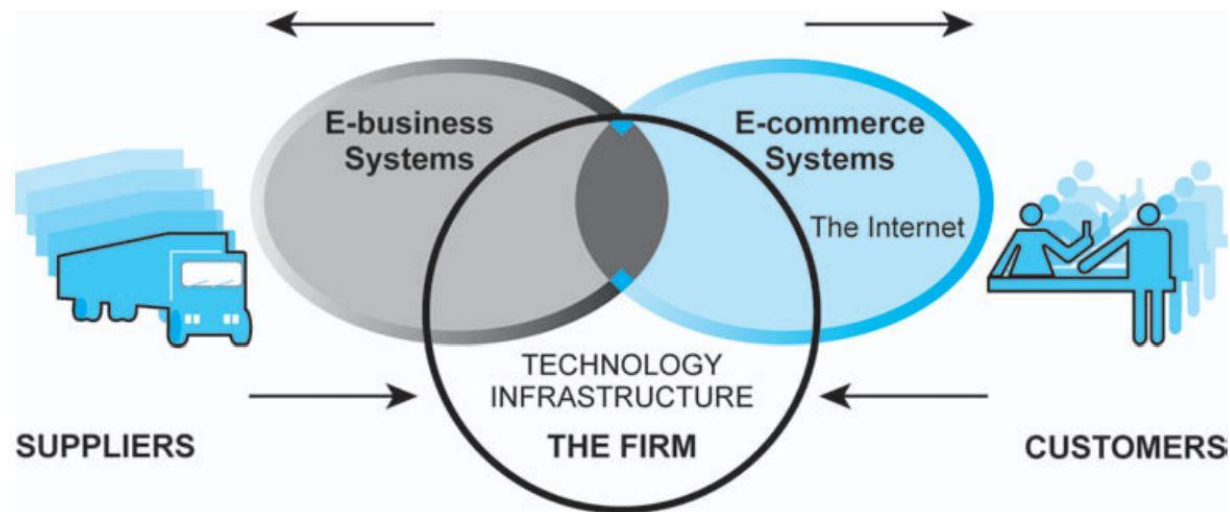 E-business
Systems
E-commerce
Systems
The Internet
TECHNOLOGY
INFRASTRUCTURE
THE FIRM
SUPPLIERS
CUSTOMERS